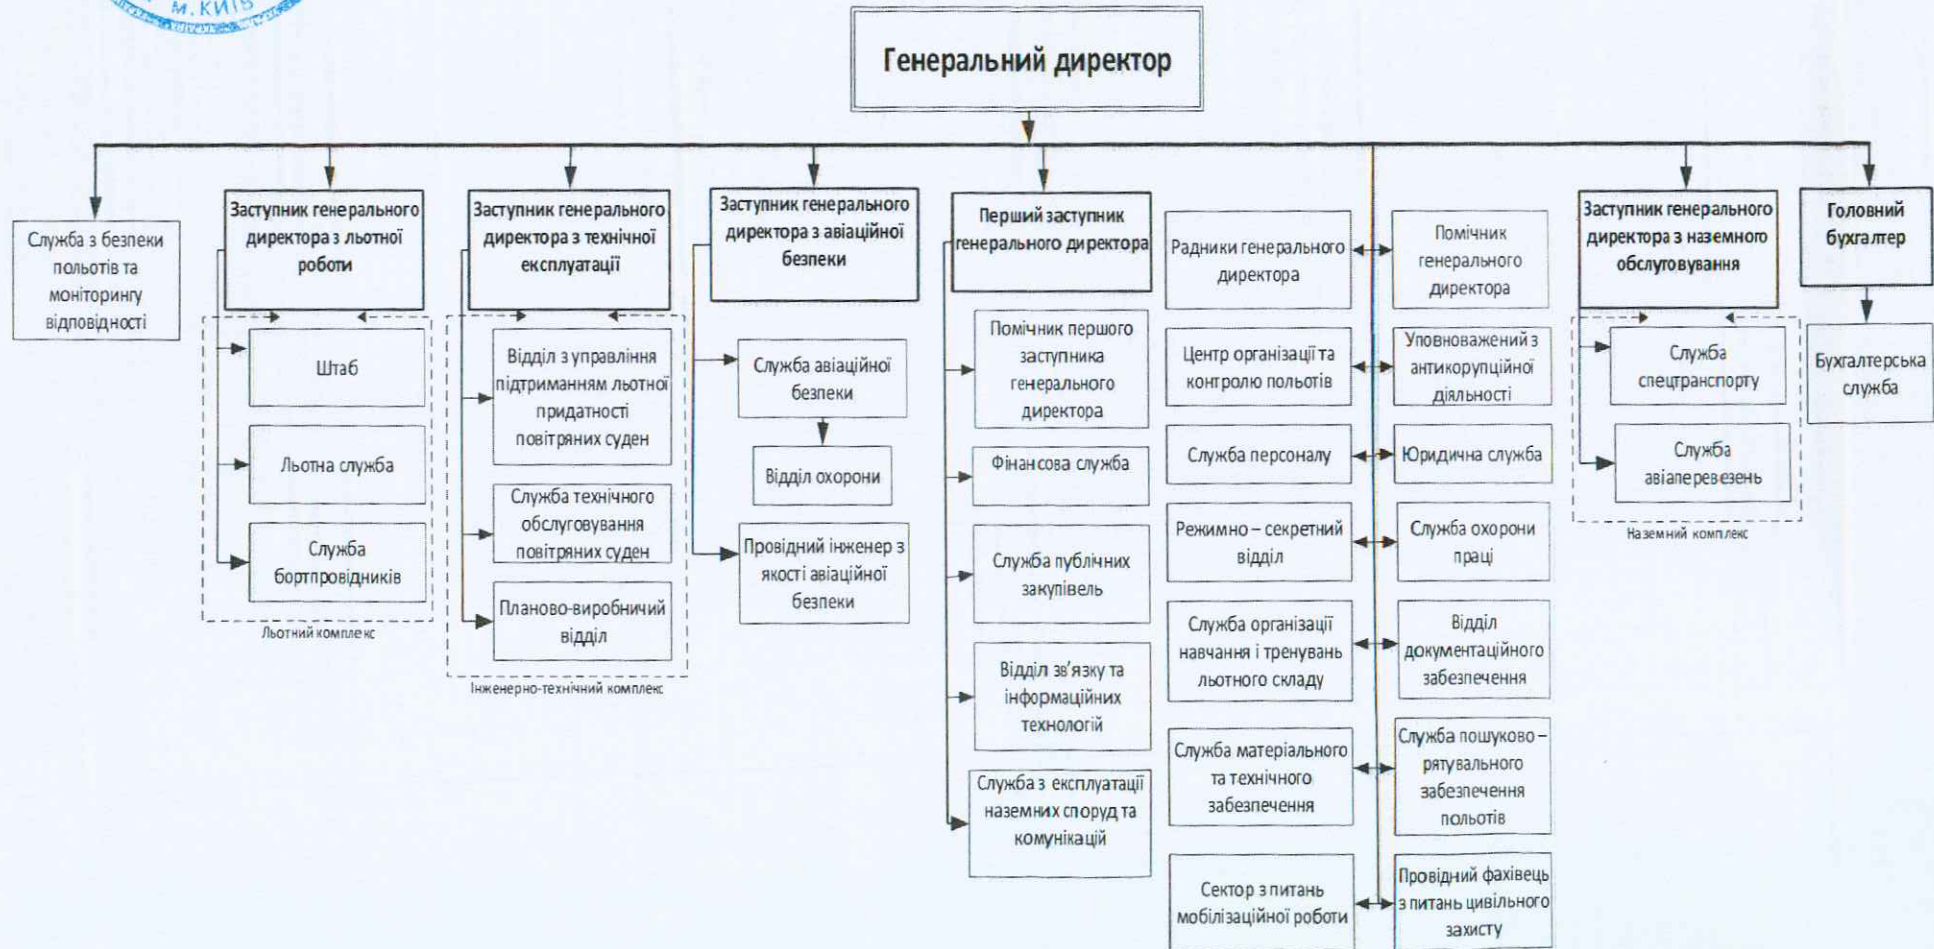 м. КИЇВ
Генеральний директор
Служба з безпеки
польотів та
моніторингу
відповідності
Заступник генерального
директора з льотної
роботи
Штаб
Льотна служба
Служба
бортпровідників
Льотний комплекс
Заступник генерального
директора з технічної
експлуатації
Відділ з управління
підтриманням льотної
придатності
повітряних суден
Служба технічного
обслуговування
повітряних суден
Планово-виробничий
відділ
Інженерно-технічний комплекс
Заступник генерального
директора з авіаційної
безпеки
Служба авіаційної
безпеки
Відділ охорони
Провідний інженер з
якості авіаційної
безпеки
Перший заступник
генерального директора
Помічник першого
заступника
генерального
директора
Фінансова служба
Служба публічних
закупівель
Відділ зв'язку та
інформаційних
технологій
Служба з експлуатації
наземних споруд та
комунікацій
Радники генерального
директора
Помічник
генерального
директора
Центр організації та
контролю польотів
Уповноважений з
антикорупційної
діяльності
Служба персоналу
Юридична служба
Режимно – секретний
відділ
Служба охорони
праці
Служба організації
навчання і тренувань
льотного складу
Відділ
документаційного
забезпечення
Служба матеріального
та технічного
забезпечення
Служба пошуково –
рятувального
забезпечення
польотів
Сектор з питань
мобілізаційної роботи
Провідний фахівець
з питань цивільного
захисту
Заступник генерального
директора з наземного
обслуговування
Служба
спецтранспорту
Служба
авіаперевезень
Наземний комплекс
Головний
бухгалтер
Бухгалтерська
служба